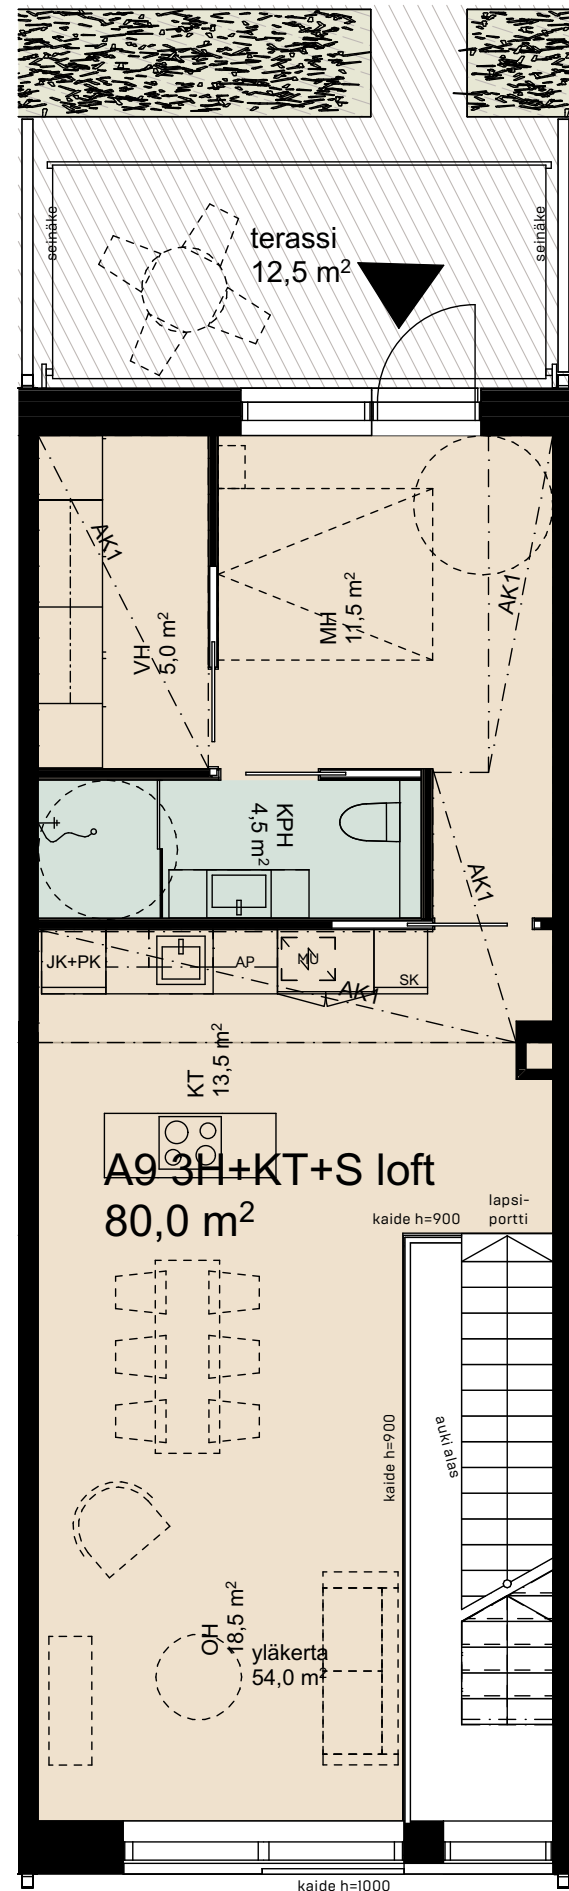 seinäke
seinäke
terassi
12,5 m²
AK1
VH
5,0 m²
MH
11,5 m²
AK1
KPH
4,5 m²
AK1
JK+PK
AP
MU
SK
AK1
KT
13,5 m²
A9 3H+KT+S loft
80,0 m²
kaide h=900
lapsi-
portti
kaide h=900
auki alas
OH
18,5 m²
yläkerta
54,0 m²
kaide h=1000